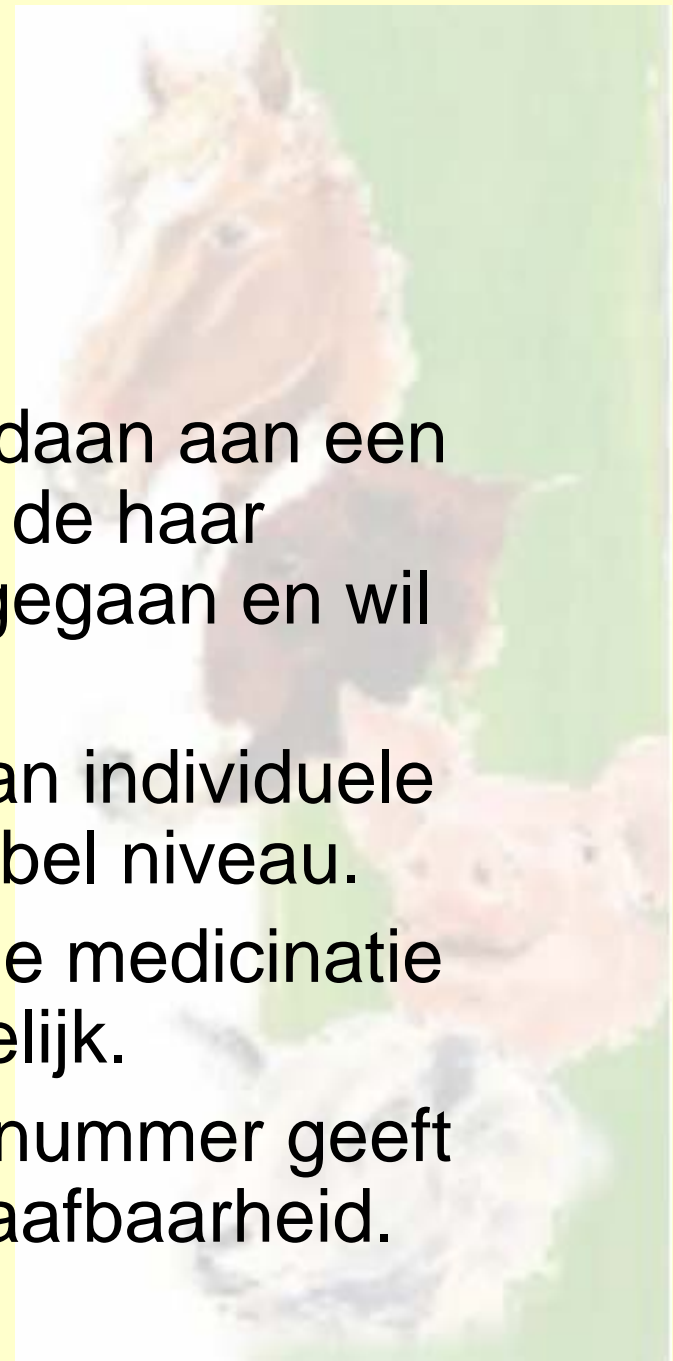 daan aan een
de haar
gegaan en wil
an individuele
bel niveau.
e medicinatie
elijk.
nummer geeft
aafbaarheid.